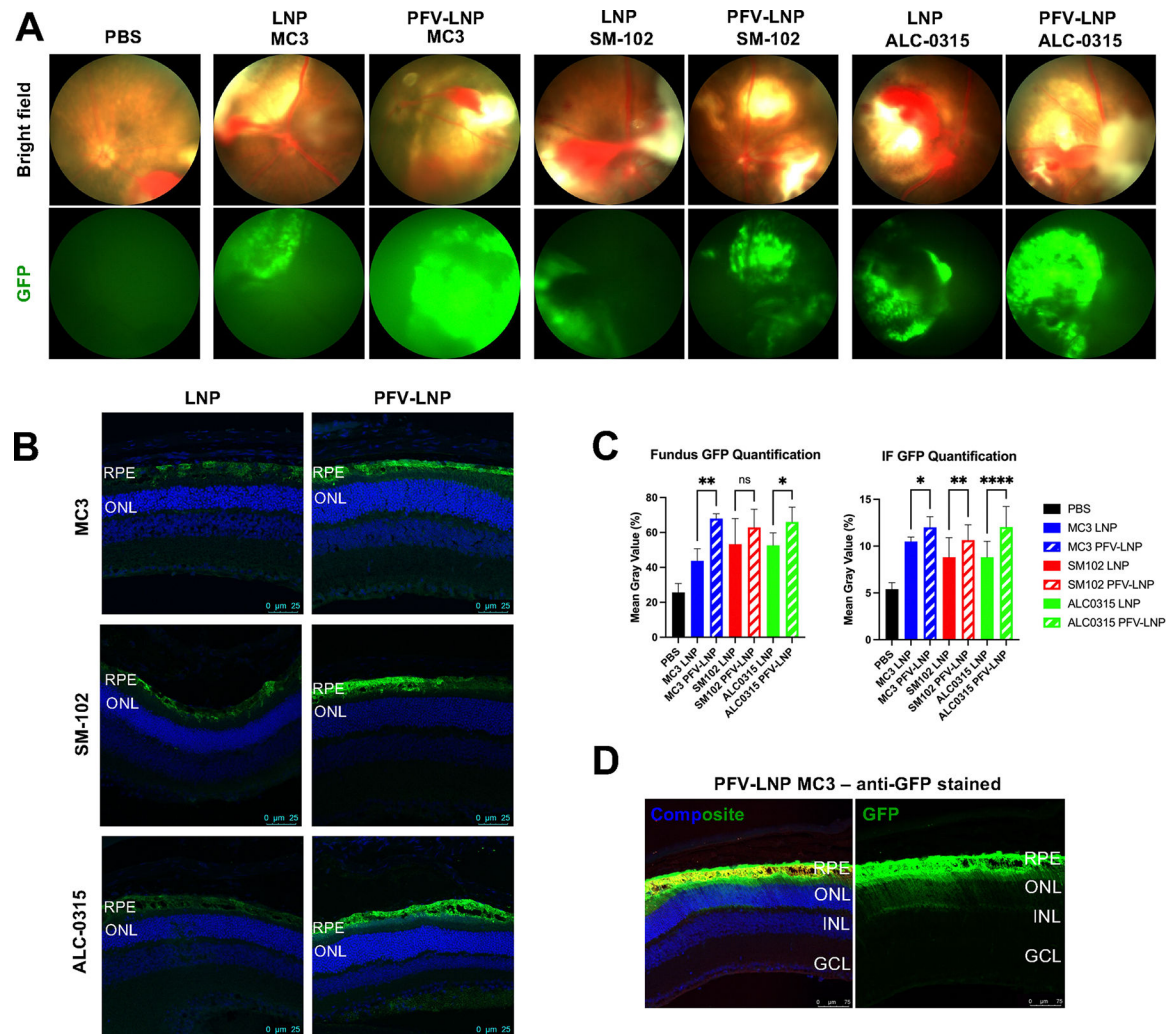 A
PBS
LNP
MC3
PFV-LNP
MC3
LNP
SM-102
PFV-LNP
SM-102
LNP
ALC-0315
PFV-LNP
ALC-0315
Bright field
GFP
B
LNP
PFV-LNP
MC3
RPE
ONL
0 µm 25
RPE
ONL
0 µm 25
SM-102
RPE
ONL
0 µm 25
RPE
ONL
0 µm 25
ALC-0315
RPE
ONL
0 µm 25
RPE
ONL
0 µm 25
C
Fundus GFP Quantification
Mean Gray Value (%)
80
60
40
20
0
**
ns
*
PBS
MC3 LNP
MC3 PFV-LNP
SM102 LNP
SM102 PFV-LNP
ALC0315 LNP
ALC0315 PFV-LNP
IF GFP Quantification
Mean Gray Value (%)
15
10
5
0
*
**
****
PBS
MC3 LNP
MC3 PFV-LNP
SM102 LNP
SM102 PFV-LNP
ALC0315 LNP
ALC0315 PFV-LNP
PBS
MC3 LNP
MC3 PFV-LNP
SM102 LNP
SM102 PFV-LNP
ALC0315 LNP
ALC0315 PFV-LNP
D
PFV-LNP MC3 – anti-GFP stained
Composite
RPE
ONL
INL
GCL
0 µm 75
GFP
RPE
ONL
INL
GCL
0 µm 75